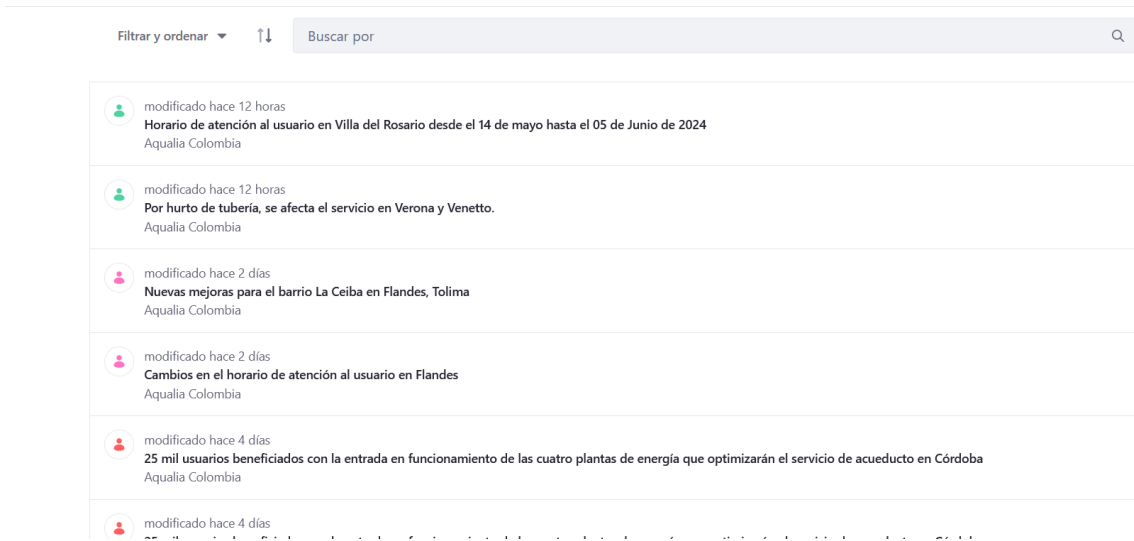 Filtrar y ordenar
Buscar por
modificado hace 12 horas
Horario de atención al usuario en Villa del Rosario desde el 14 de mayo hasta el 05 de Junio de 2024
Aqualia Colombia
modificado hace 12 horas
Por hurto de tubería, se afecta el servicio en Verona y Venetto.
Aqualia Colombia
modificado hace 2 días
Nuevas mejoras para el barrio La Ceiba en Flandes, Tolima
Aqualia Colombia
modificado hace 2 días
Cambios en el horario de atención al usuario en Flandes
Aqualia Colombia
modificado hace 4 días
25 mil usuarios beneficiados con la entrada en funcionamiento de las cuatro plantas de energía que optimizarán el servicio de acueducto en Córdoba
Aqualia Colombia
modificado hace 4 días